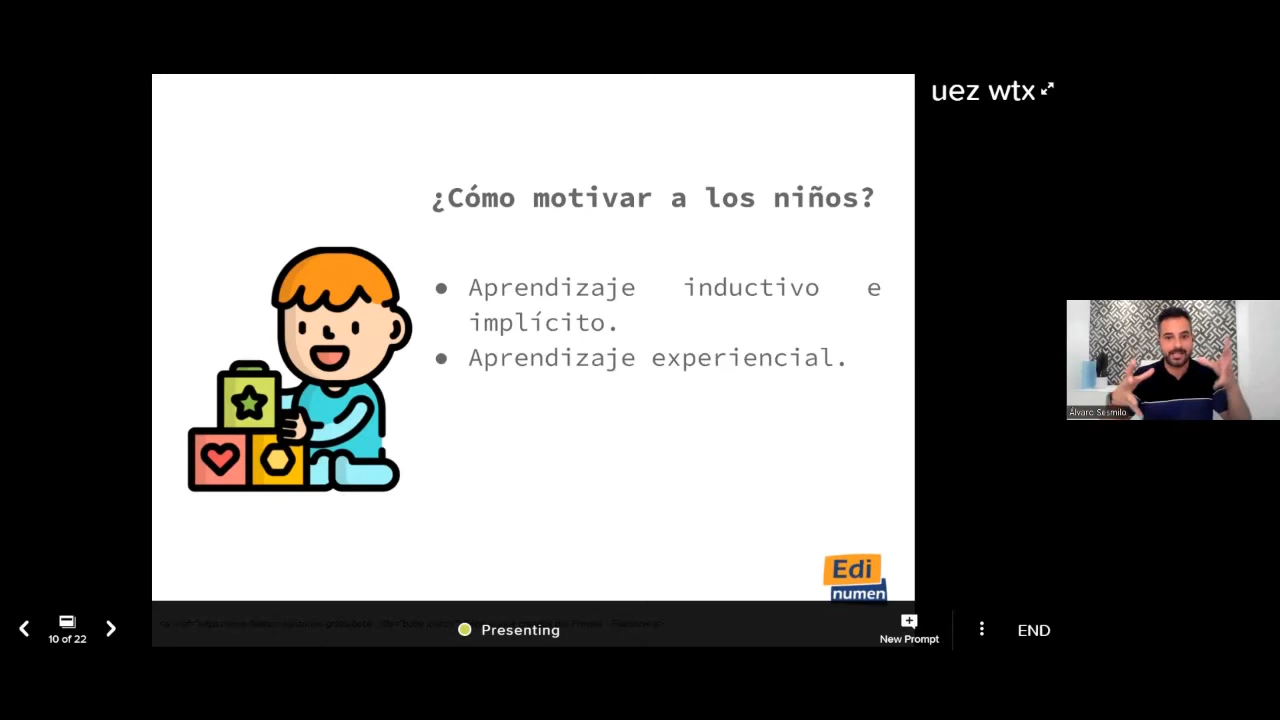 uez wtx
¿Cómo motivar a los niños?
● Aprendizaje inductivo e
implícito.
● Aprendizaje experiencial.
Álvaro Sesmilo
Edi
numen
10 of 22
Presenting
New Prompt
END